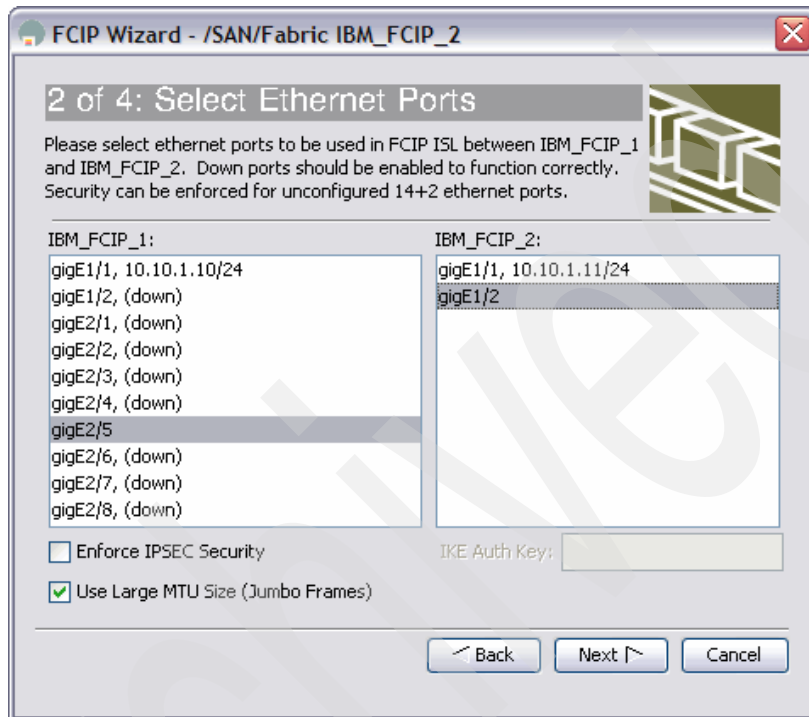 FCIP Wizard - /SAN/Fabric IBM_FCIP_2
2 of 4: Select Ethernet Ports
Please select ethernet ports to be used in FCIP ISL between IBM_FCIP_1
and IBM_FCIP_2. Down ports should be enabled to function correctly.
Security can be enforced for unconfigured 14+2 ethernet ports.
IBM_FCIP_1:
gigE1/1, 10.10.1.10/24
gigE1/2, (down)
gigE2/1, (down)
gigE2/2, (down)
gigE2/3, (down)
gigE2/4, (down)
gigE2/5
gigE2/6, (down)
gigE2/7, (down)
gigE2/8, (down)
IBM_FCIP_2:
gigE1/1, 10.10.1.11/24
gigE1/2
Enforce IPSEC Security
IKE Auth Key:
Use Large MTU Size (Jumbo Frames)
Back
Next
Cancel